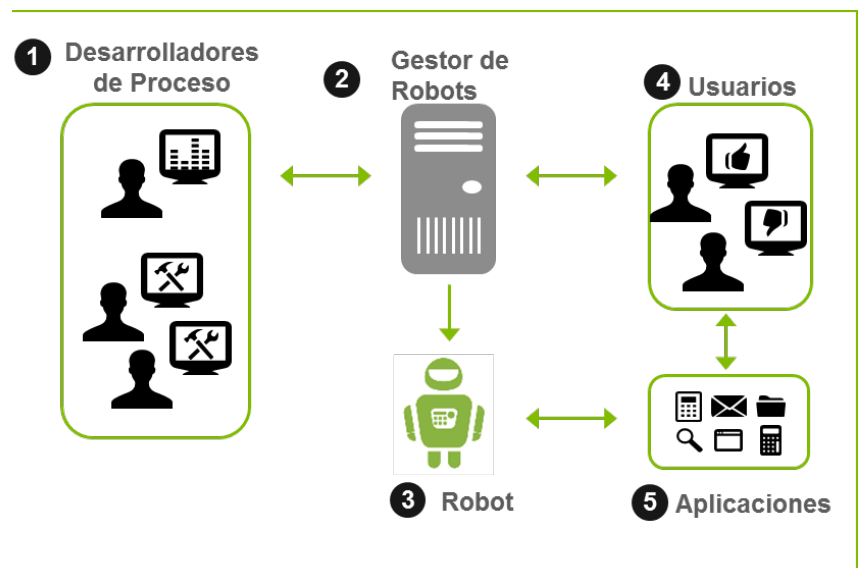 1 Desarrolladores
de Proceso
2 Gestor de
Robots
4 Usuarios
3 Robot
5 Aplicaciones